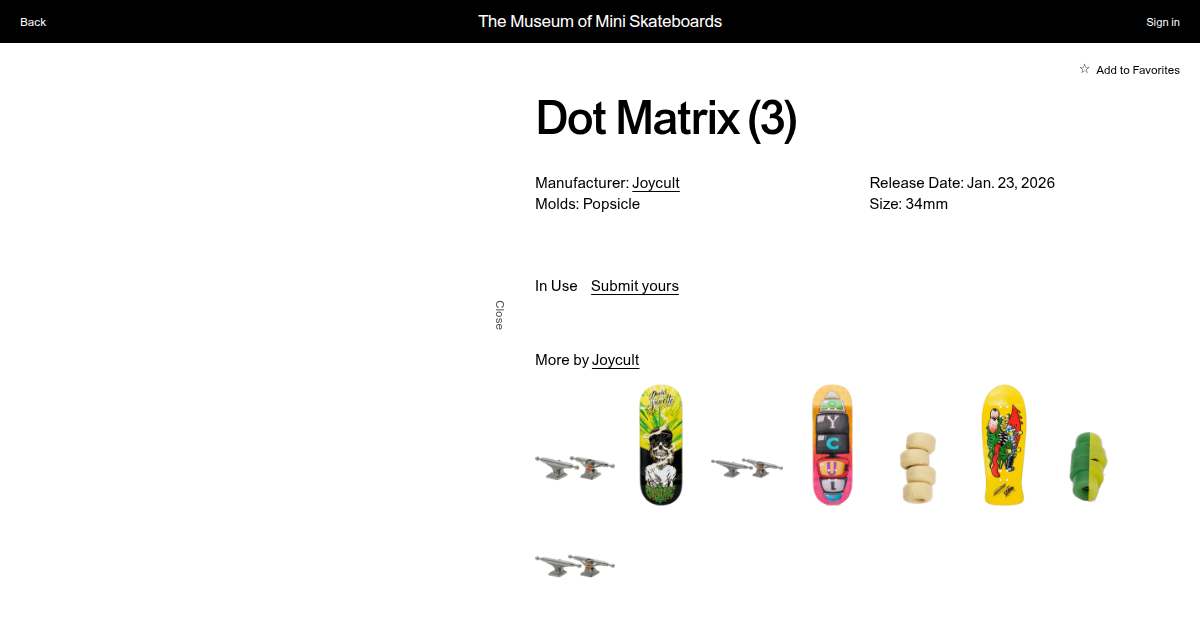 Back
The Museum of Mini Skateboards
Sign in
☆ Add to Favorites
Dot Matrix (3)
Manufacturer: Joycult
Release Date: Jan. 23, 2026
Molds: Popsicle
Size: 34mm
In Use Submit yours
Close
More by Joycult
Y
C